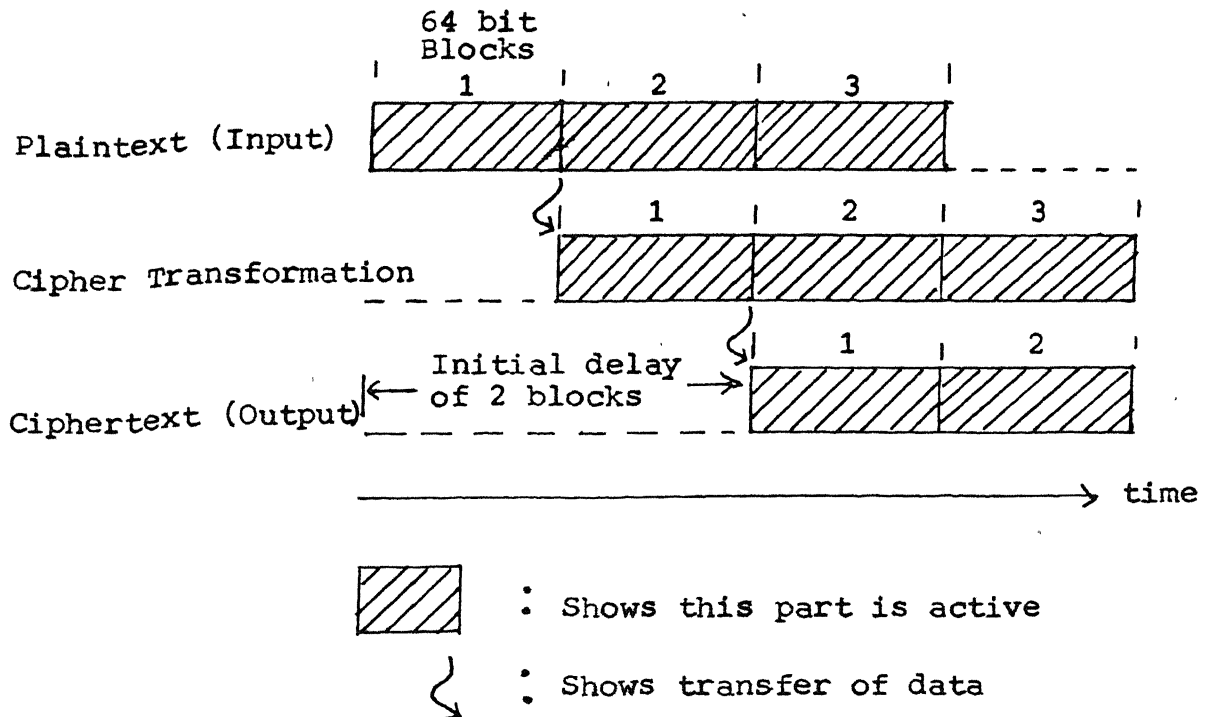 64 bit
Blocks
1 2 3
Plaintext (Input)
1 2 3
Cipher Transformation
1 2
Initial delay
of 2 blocks
Ciphertext (Output)
time
: Shows this part is active
: Shows transfer of data